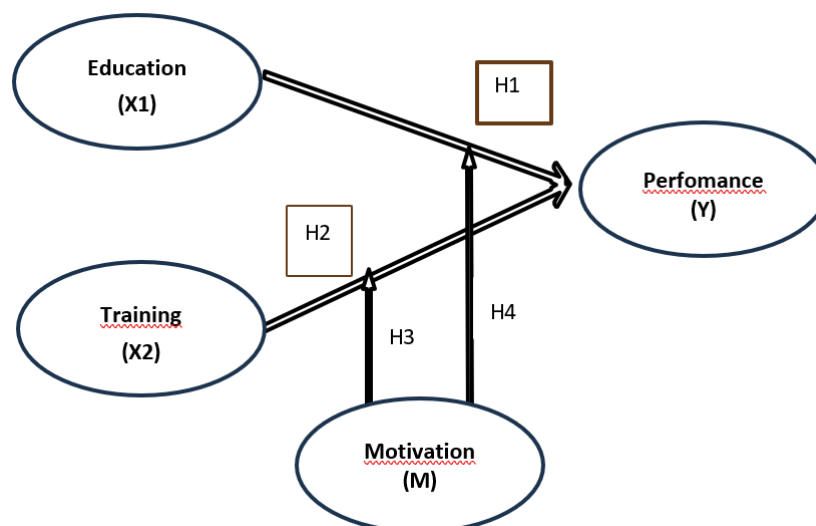 Education
(X1)
H1
Perfomance
(Y)
H2
Training
(X2)
H3
H4
Motivation
(M)